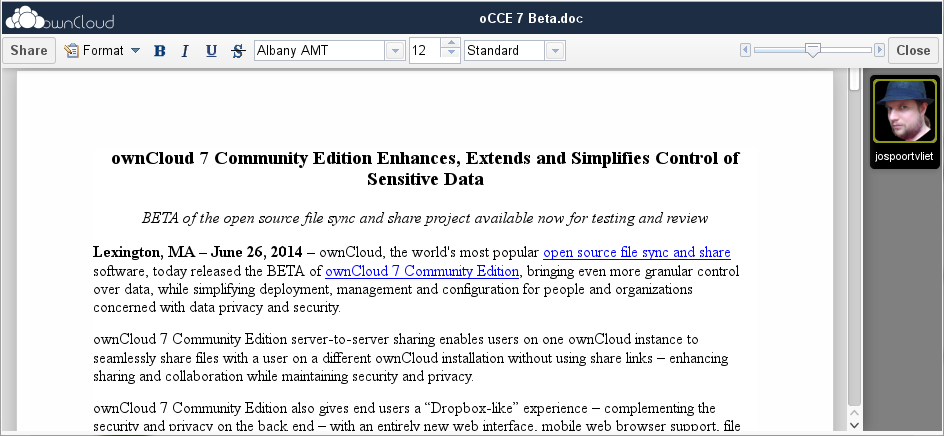 ownCloud
oCCE 7 Beta.doc
Share Format B I U S Albany AMT 12 Standard Close
jospoortvliet
ownCloud 7 Community Edition Enhances, Extends and Simplifies Control of
Sensitive Data
BETA of the open source file sync and share project available now for testing and review
Lexington, MA – June 26, 2014 – ownCloud, the world's most popular open source file sync and share
software, today released the BETA of ownCloud 7 Community Edition, bringing even more granular control
over data, while simplifying deployment, management and configuration for people and organizations
concerned with data privacy and security.
ownCloud 7 Community Edition server-to-server sharing enables users on one ownCloud instance to
seamlessly share files with a user on a different ownCloud installation without using share links – enhancing
sharing and collaboration while maintaining security and privacy.
ownCloud 7 Community Edition also gives end users a “Dropbox-like” experience – complementing the
security and privacy on the back end – with an entirely new web interface, mobile web browser support, file